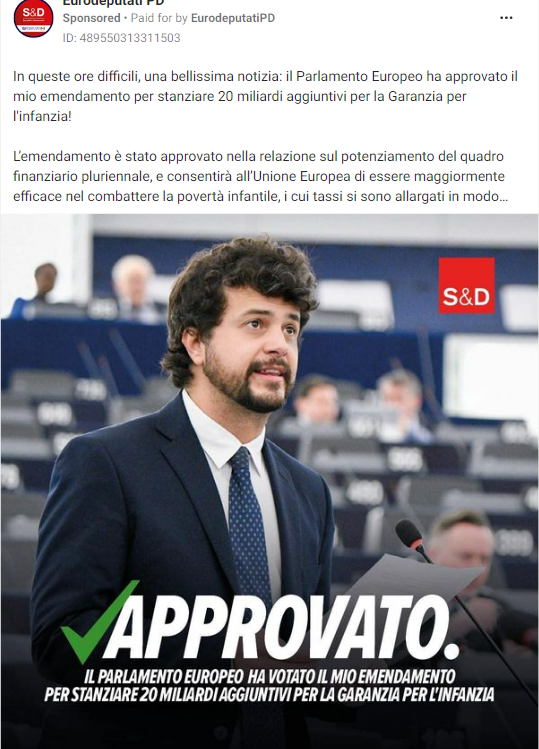 Eurodeputati PD
Sponsored • Paid for by EurodeputatiPD
ID: 489550313311503
In queste ore difficili, una bellissima notizia: il Parlamento Europeo ha approvato il
mio emendamento per stanziare 20 miliardi aggiuntivi per la Garanzia per
l'infanzia!
L'emendamento è stato approvato nella relazione sul potenziamento del quadro
finanziario pluriennale, e consentirà all'Unione Europea di essere maggiormente
efficace nel combattere la povertà infantile, i cui tassi si sono allargati in modo...
S&D
S&D
APPROVATO.
IL PARLAMENTO EUROPEO HA VOTATO IL MIO EMENDAMENTO
PER STANZIARE 20 MILIARDI AGGIUNTIVI PER LA GARANZIA PER L'INFANZIA